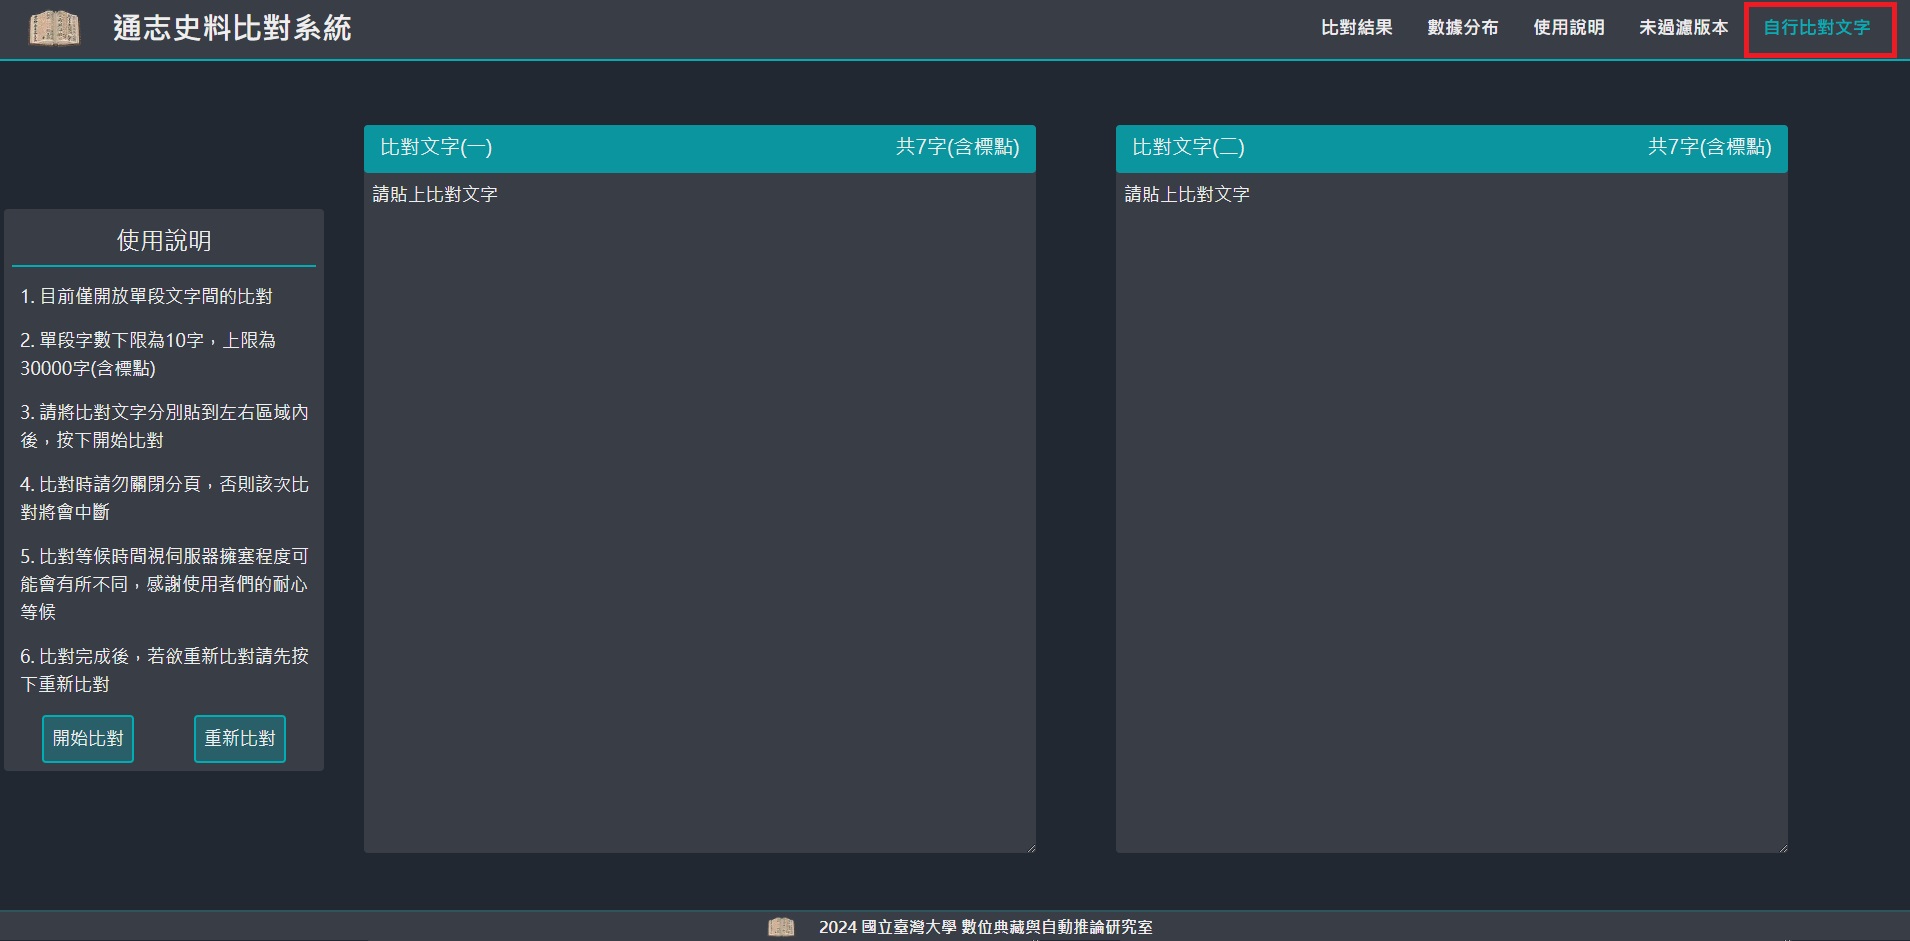 通志史料比對系統
比對結果 數據分布 使用說明 未過濾版本 自行比對文字
使用說明
1. 目前僅開放單段文字間的比對
2. 單段字數下限為10字，上限為
30000字(含標點)
3. 請將比對文字分別貼到左右區域內
後，按下開始比對
4. 比對時請勿關閉分頁，否則該次比
對將會中斷
5. 比對等候時間視伺服器擁塞程度可
能會有所不同，感謝使用者們的耐心
等候
6. 比對完成後，若欲重新比對請先按
下重新比對
開始比對 重新比對
比對文字(一) 共7字(含標點)
請貼上比對文字
比對文字(二) 共7字(含標點)
請貼上比對文字
2024 國立臺灣大學 數位典藏與自動推論研究室